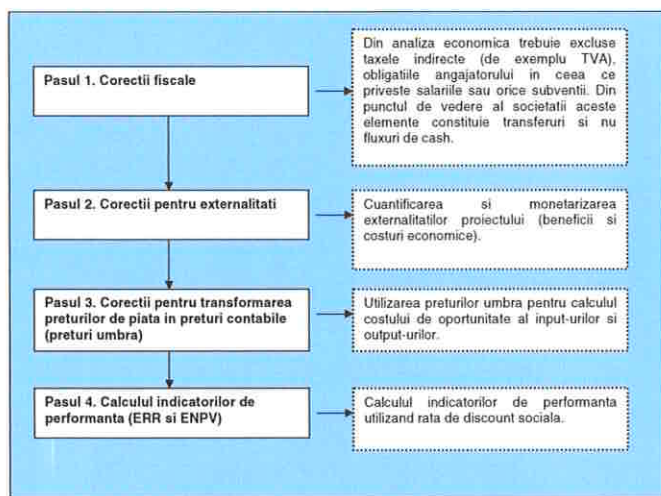 Pasul 1. Corectii fiscale
Din analiza economica trebuie excluse
taxele indirecte (de exemplu TVA),
obligatiile angajatorului in ceea ce
priveste salariile sau orice subventii. Din
punctul de vedere al societatii aceste
elemente constituie transferuri si nu
fluxuri de cash.
Pasul 2. Corectii pentru externalitati
Cuantificarea si monetarizarea
externalitatilor proiectului (beneficii si
costuri economice).
Pasul 3. Corectii pentru transformarea
preturilor de piata in preturi contabile
(preturi umbra)
Utilizarea preturilor umbra pentru calculul
costului de oportunitate al input-urilor si
output-urilor.
Pasul 4. Calculul indicatorilor de
performanta (ERR si ENPV)
Calculul indicatorilor de performanta
utilizand rata de discount sociala.